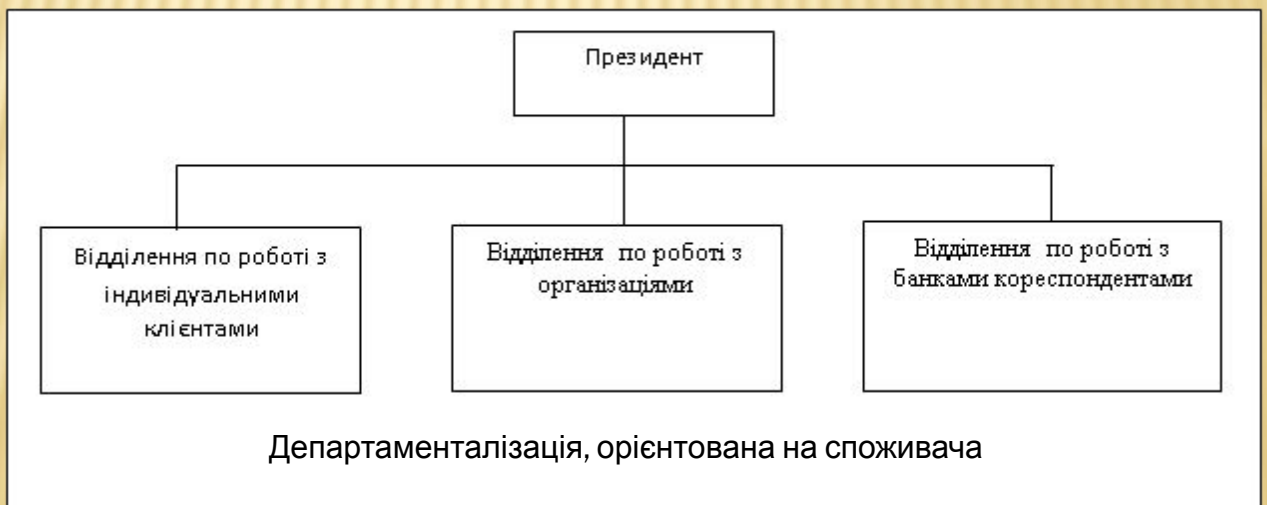 Президент
Відділення по роботі з
індивідуальними
клієнтами
Відділення по роботі з
організаціями
Відділення по роботі з
банками кореспондентами
Департаменталізація, орієнтована на споживача